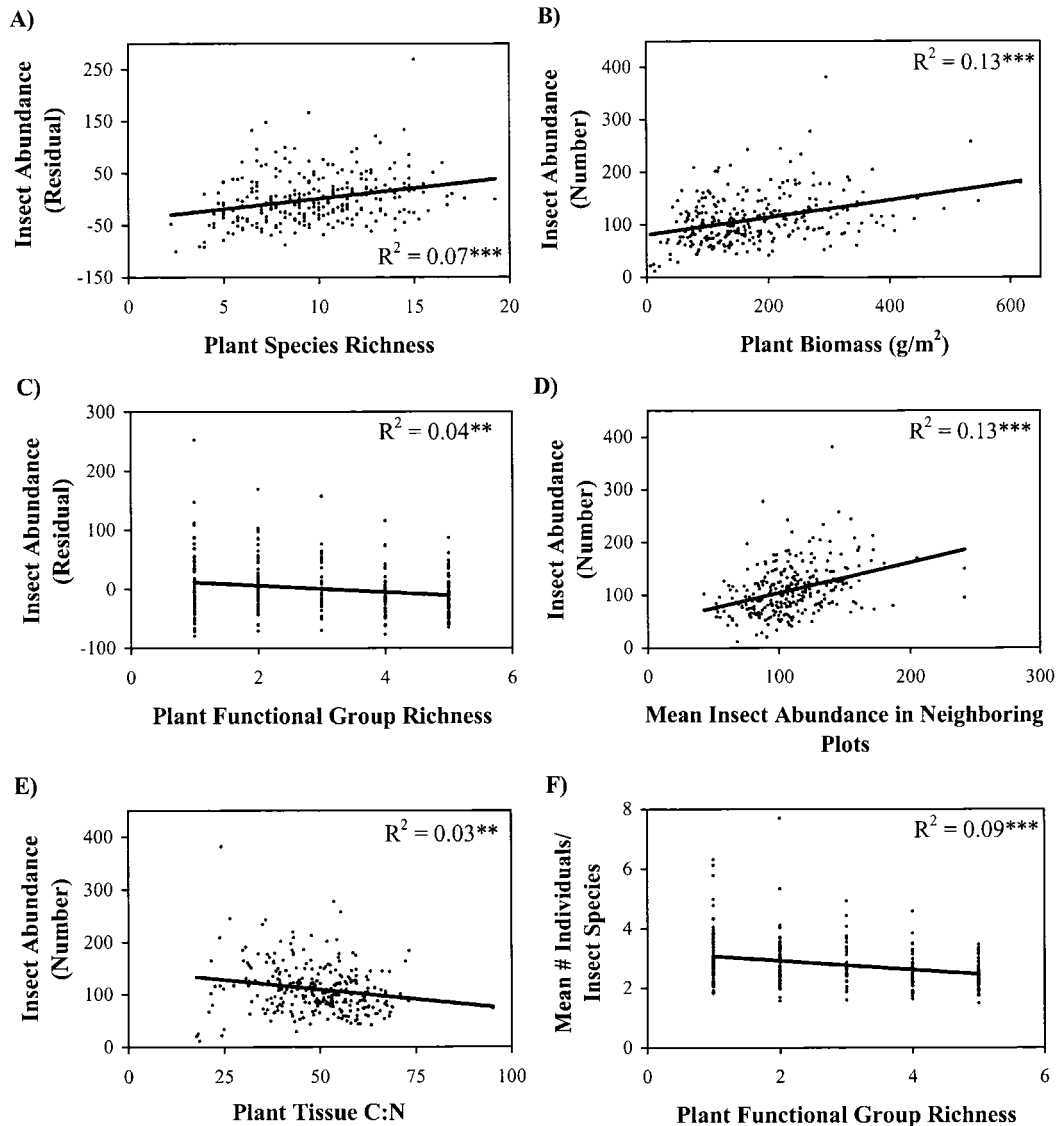 A)
Insect Abundance
(Residual)
250
150
50
-50
-150
R² = 0.07***
0 5 10 15 20
Plant Species Richness
B)
Insect Abundance
(Number)
400
300
200
100
0
R² = 0.13***
0 200 400 600
Plant Biomass (g/m²)
C)
Insect Abundance
(Residual)
300
200
100
0
-100
R² = 0.04**
0 2 4 6
Plant Functional Group Richness
D)
Insect Abundance
(Number)
400
300
200
100
0
R² = 0.13***
0 100 200 300
Mean Insect Abundance in Neighboring
Plots
E)
Insect Abundance
(Number)
400
300
200
100
0
R² = 0.03**
0 25 50 75 100
Plant Tissue C:N
F)
Mean # Individuals/
Insect Species
8
6
4
2
0
R² = 0.09***
0 2 4 6
Plant Functional Group Richness